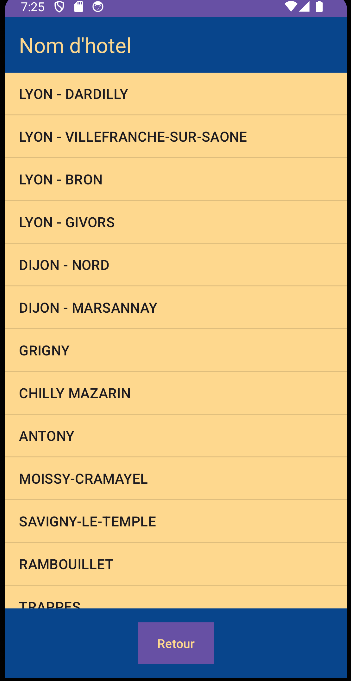 7:25
Nom d'hotel
LYON - DARDILLY
LYON - VILLEFRANCHE-SUR-SAONE
LYON - BRON
LYON - GIVORS
DIJON - NORD
DIJON - MARSANNAY
GRIGNY
CHILLY MAZARIN
ANTONY
MOISSY-CRAMAYEL
SAVIGNY-LE-TEMPLE
RAMBOUILLET
TRAPPES
Retour